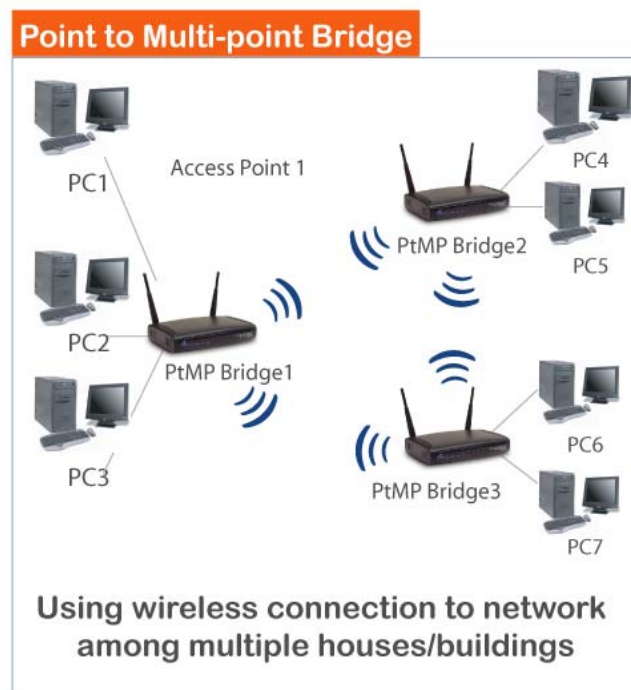 Point to Multi-point Bridge
PC1
Access Point 1
PC4
PtMP Bridge2
PC5
PC2
PtMP Bridge1
PC3
PC6
PtMP Bridge3
PC7
Using wireless connection to network
among multiple houses/buildings